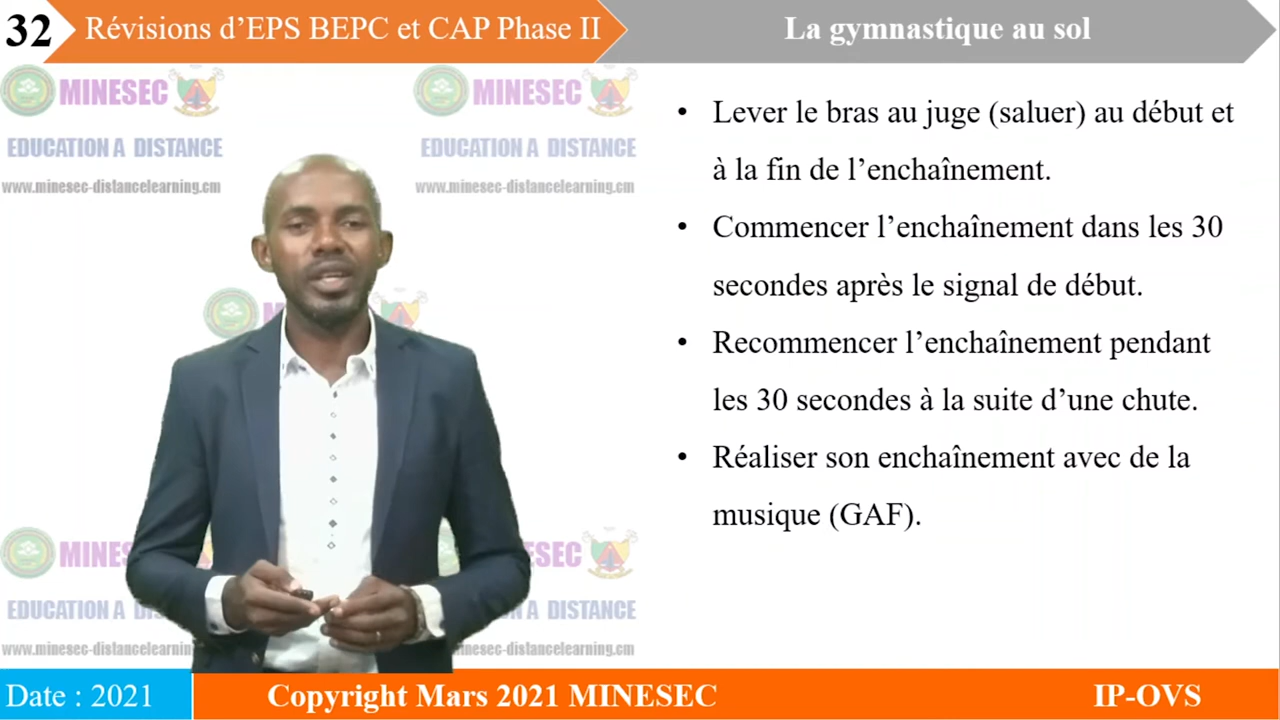 32
Révisions d’EPS BEPC et CAP Phase II
La gymnastique au sol
MINESEC
MINESEC
EDUCATION A DISTANCE
EDUCATION A DISTANCE
www.minesec-distancelearning.cm
www.minesec-distancelearning.cm
• Lever le bras au juge (saluer) au début et
à la fin de l’enchaînement.
• Commencer l’enchaînement dans les 30
secondes après le signal de début.
• Recommencer l’enchaînement pendant
les 30 secondes à la suite d’une chute.
• Réaliser son enchaînement avec de la
musique (GAF).
EDUCATION A
A DISTANCE
Date : 2021
Copyright Mars 2021 MINESEC
IP-OVS